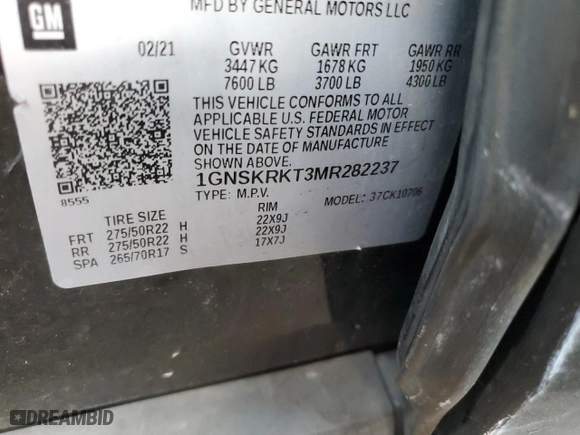 GM
MFD BY GENERAL MOTORS LLC
02/21 GVWR GAWR FRT GAWR RR
3447 KG 1678 KG 1950 KG
7600 LB 3700 LB 4300 LB
THIS VEHICLE CONFORMS TO ALL
APPLICABLE U.S. FEDERAL MOTOR
VEHICLE SAFETY STANDARDS IN EFFECT
ON THE DATE OF MANUFACTURE
SHOWN ABOVE.
1GNSKRKT3MR282237
TYPE: M.P.V. MODEL: 37CK10706
8555
TIRE SIZE RIM
FRT 275/50R22 H 22X9J
RR 275/50R22 H 22X9J
SPA 265/70R17 S 17X7J
DREAMBID